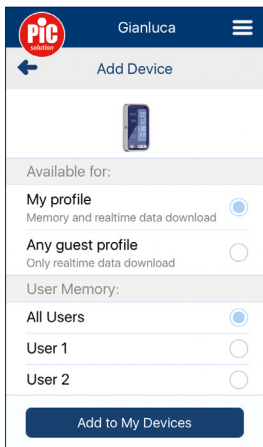 PiC
solution
Gianluca
Add Device
Available for:
My profile
Memory and realtime data download
Any guest profile
Only realtime data download
User Memory:
All Users
User 1
User 2
Add to My Devices